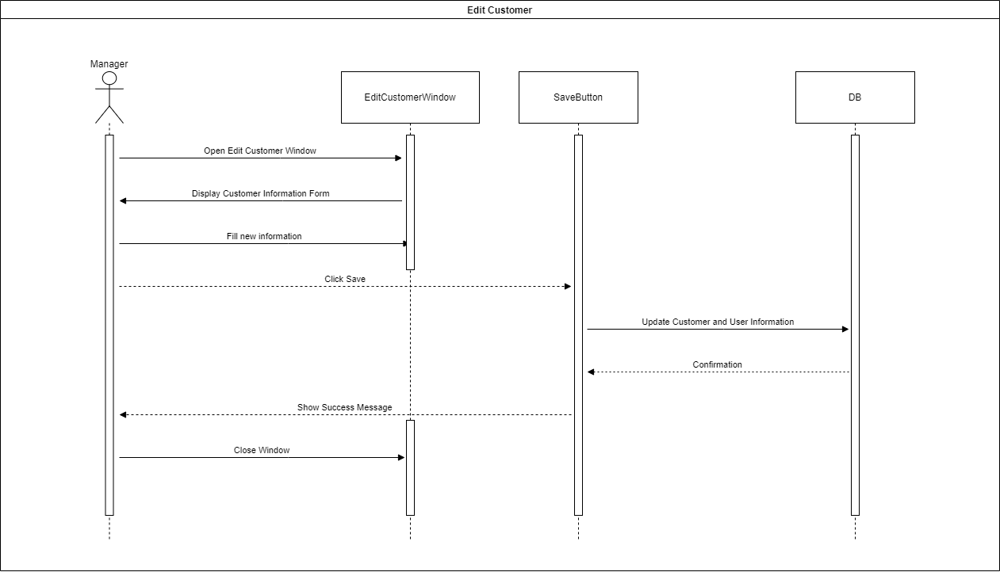 Edit Customer
Manager
EditCustomerWindow
SaveButton
DB
Open Edit Customer Window
Display Customer Information Form
Fill new information
Click Save
Update Customer and User Information
Confirmation
Show Success Message
Close Window